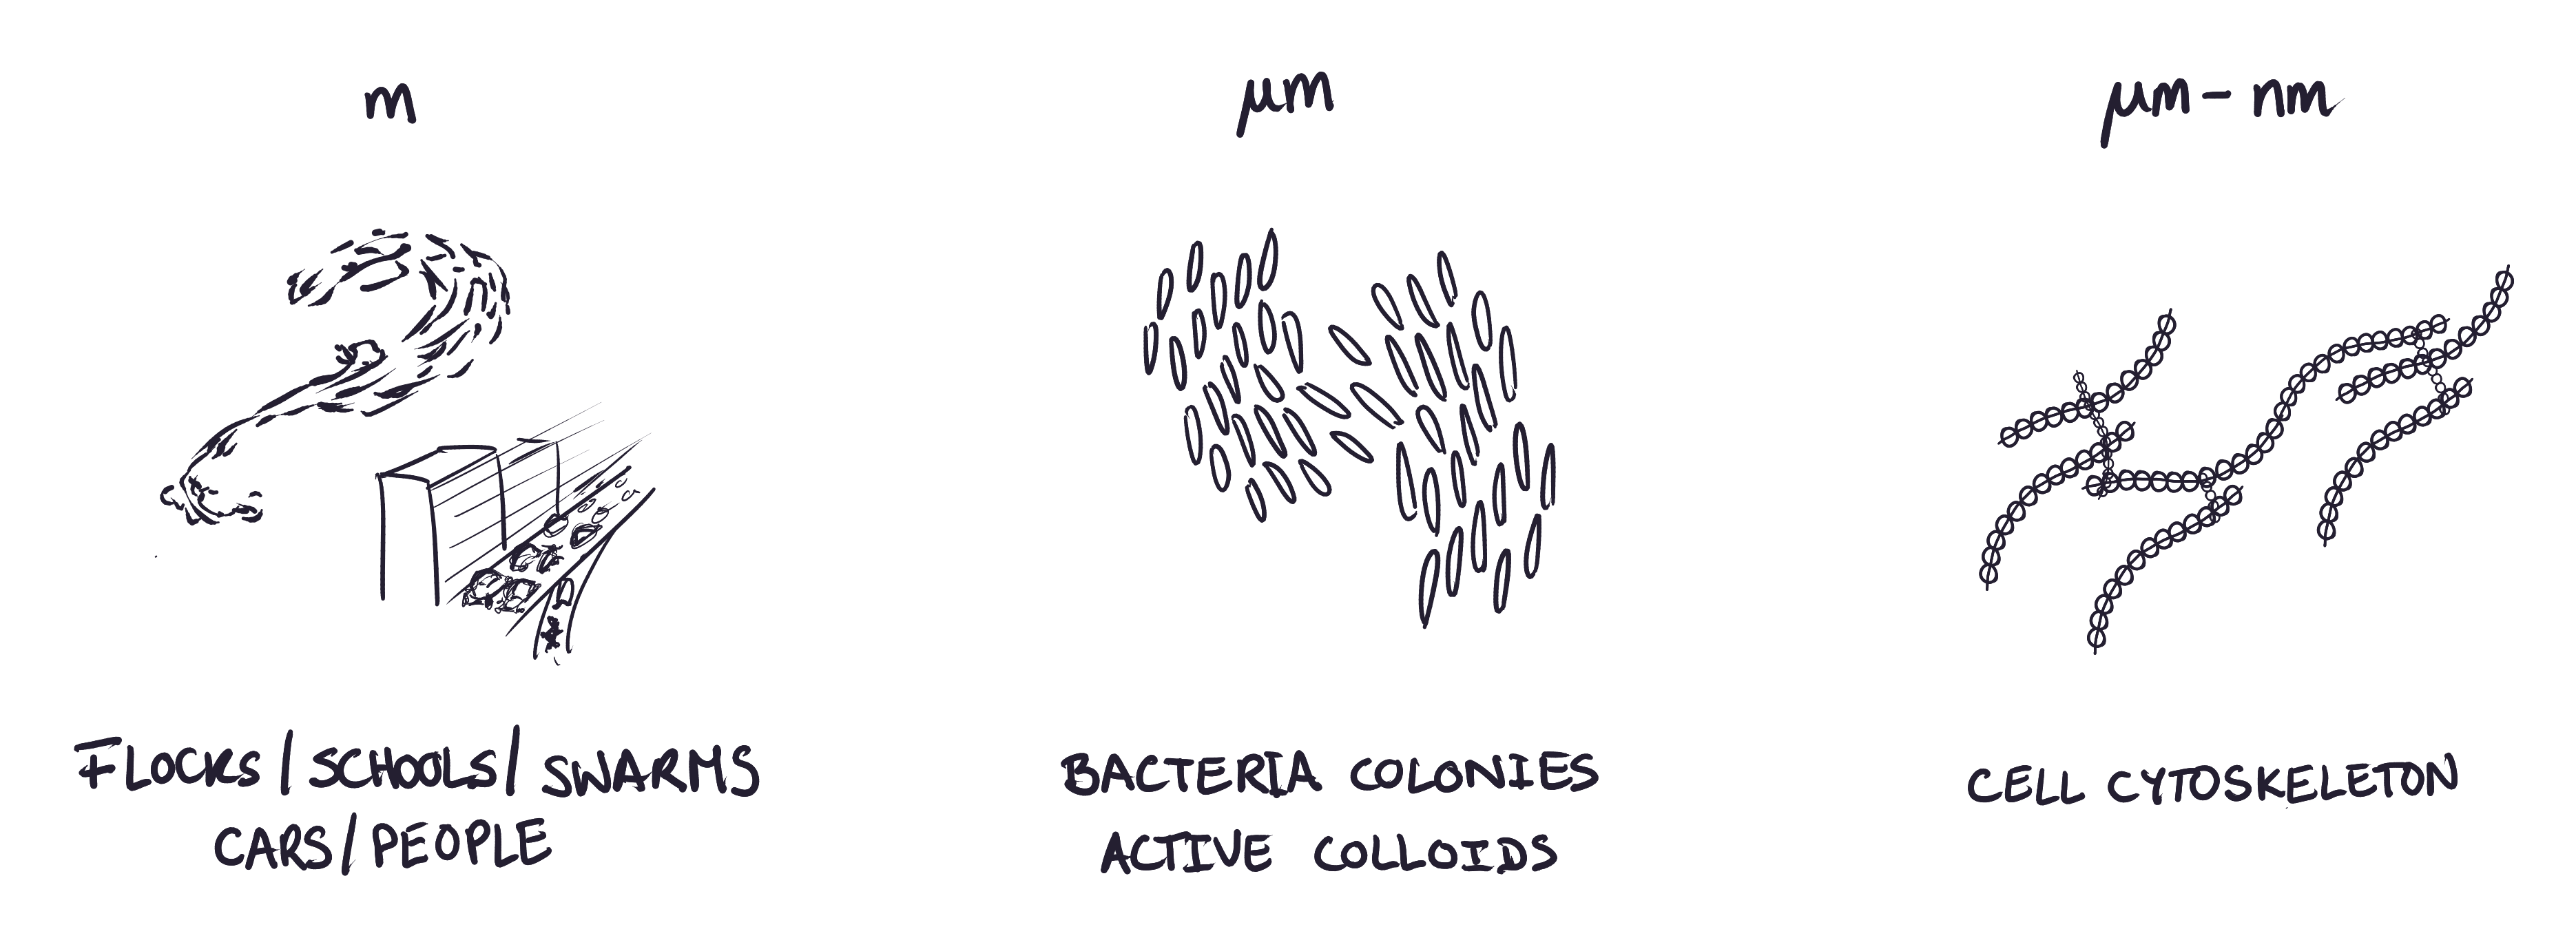 m
µm
µm - nm
FLOCKS / SCHOOLS / SWARMS
CARS / PEOPLE
BACTERIA COLONIES
ACTIVE COLLOIDS
CELL CYTOSKELETON